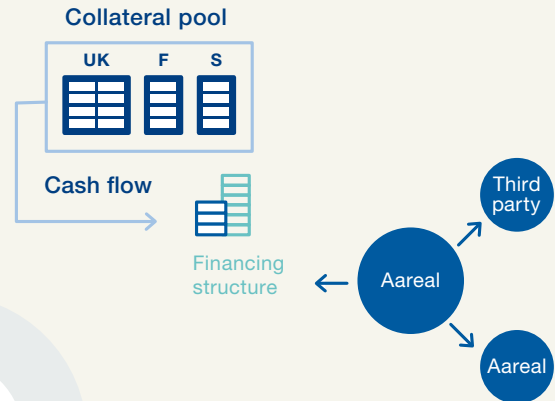 Collateral pool
UK F S
Cash flow
Third
party
Financing
structure
Aareal
Aareal